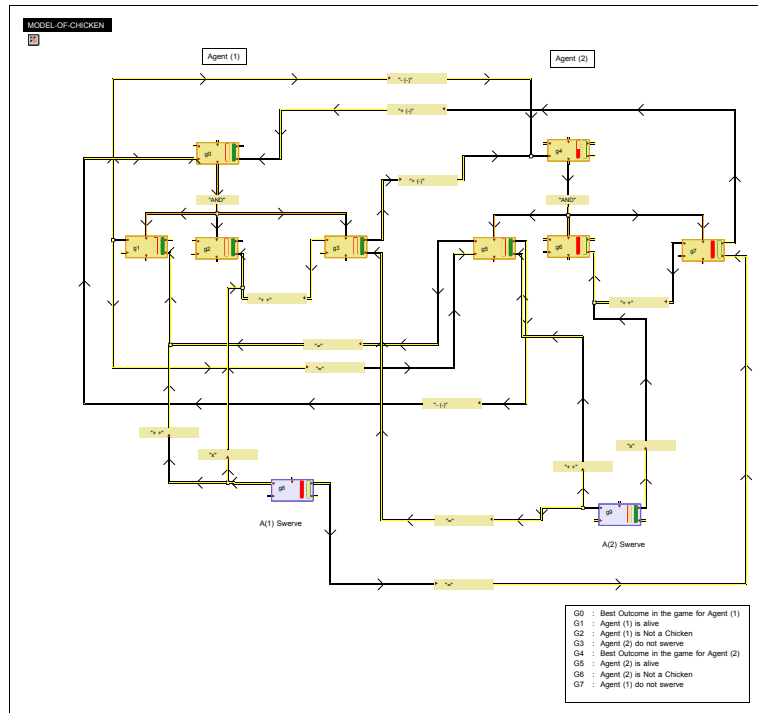 MODEL-OF-CHICKEN
Agent (1)
Agent (2)
"- (-)"
"+ (-)"
g0
g4
"+ (-)"
"AND"
"AND"
g1
g2
g3
g5
g6
g7
"+ +"
"+ +"
"="
"="
"- (-)"
"+ +"
"x"
"x"
"+ +"
g8
g9
A(1) Swerve
"="
A(2) Swerve
"="
G0 : Best Outcome in the game for Agent (1)
G1 : Agent (1) is alive
G2 : Agent (1) is Not a Chicken
G3 : Agent (2) do not swerve
G4 : Best Outcome in the game for Agent (2)
G5 : Agent (2) is alive
G6 : Agent (2) is Not a Chicken
G7 : Agent (1) do not swerve